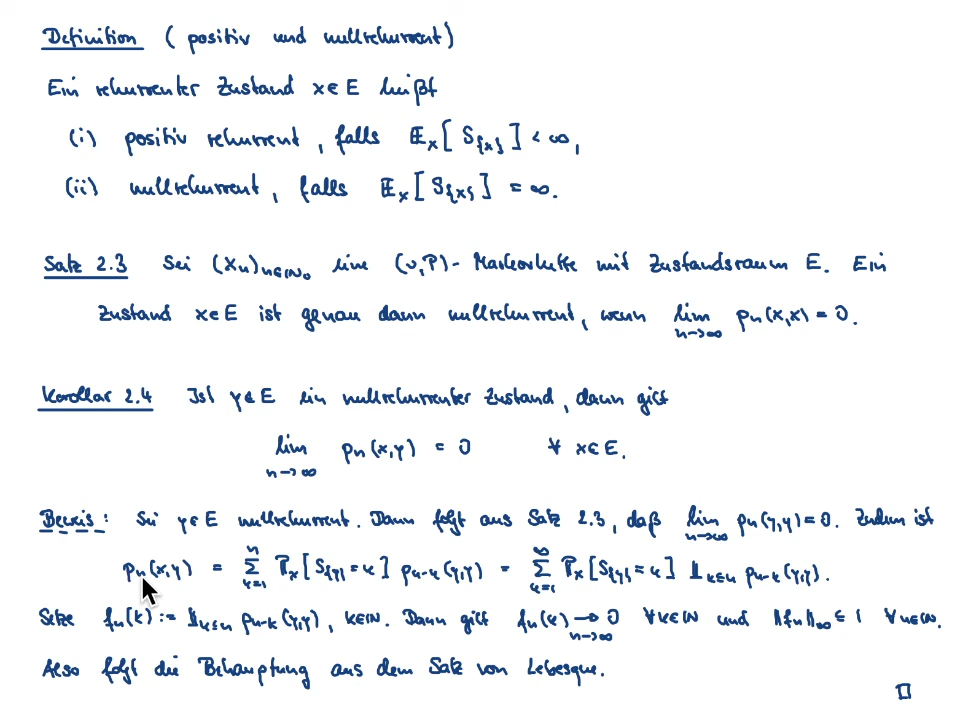 Definition (positiv und nullrekurrent)
Ein rekurrenter Zustand x∈E heißt
(i) positiv rekurrent, falls 𝔼ₓ[S_{x}] < ∞,
(ii) nullrekurrent, falls 𝔼ₓ[S_{x}] = ∞.
Satz 2.3 Sei (Xₙ)_{n∈ℕ₀} eine (ν,P)-Markovkette mit Zustandsraum E. Ein
Zustand x∈E ist genau dann nullrekurrent, wenn lim_{n→∞} pₙ(x,x) = 0.
Korollar 2.4 Ist y∈E ein nullrekurrenter Zustand, dann gilt
lim_{n→∞} pₙ(x,y) = 0 ∀ x∈E.
Beweis: Sei y∈E nullrekurrent. Dann folgt aus Satz 2.3, daß lim_{n→∞} pₙ(y,y) = 0. Zudem ist
pₙ(x,y) = ∑_{k=1}^{n} ℙₓ[S_{y} = k] p_{n-k}(y,y) = ∑_{k=1}^{∞} ℙₓ[S_{y} = k] 𝟙_{k≤n} p_{n-k}(y,y).
Setze fₙ(k) := 𝟙_{k≤n} p_{n-k}(y,y), k∈ℕ. Dann gilt fₙ(k) →_{n→∞} 0 ∀k∈ℕ und ‖fₙ‖_∞ ≤ 1 ∀n∈ℕ.
Also folgt die Behauptung aus dem Satz von Lebesgue.
□